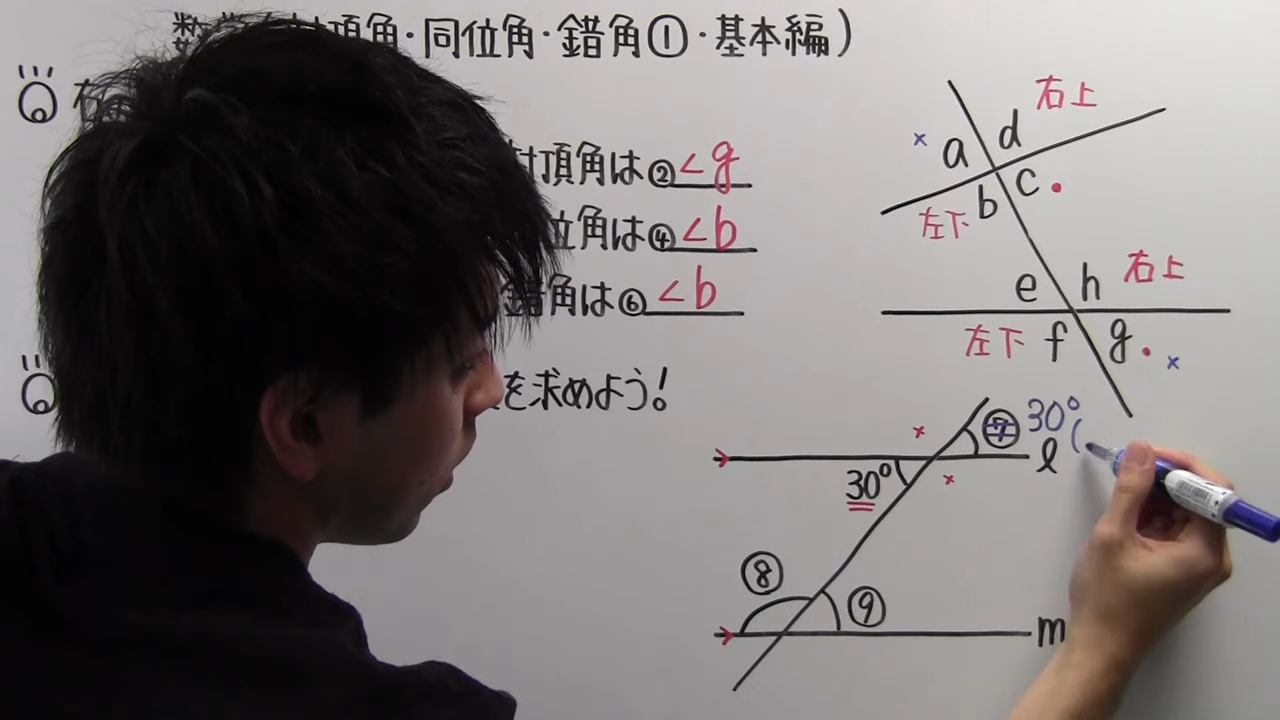 頂角・同位角・錯角①・基本編)
頂角は②∠g
位角は④∠b
錯角は⑥∠b
を求めよう!
右上
a d
b c
左下
右上
e h
左下 f g
⑦ 30° (
l
30°
⑧
⑨
m